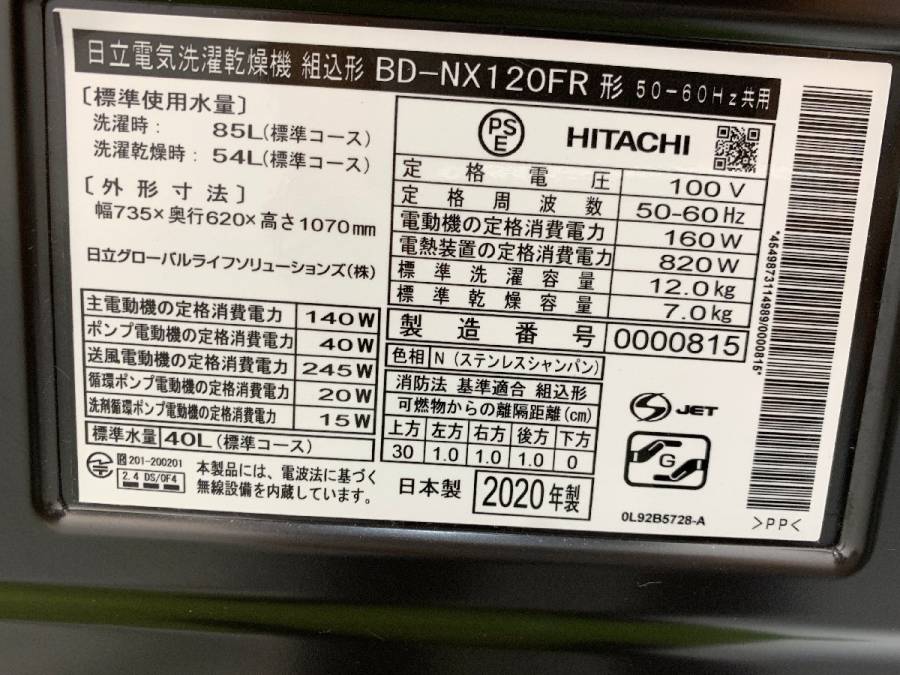 日立電気洗濯乾燥機 組込形 BD-NX120FR 形 50-60Hz共用
〔標準使用水量〕
洗濯時： 85L(標準コース)
洗濯乾燥時： 54L(標準コース)
〔外形寸法〕
幅735×奥行620×高さ1070mm
日立グローバルライフソリューションズ(株)
主電動機の定格消費電力 140W
ポンプ電動機の定格消費電力 40W
送風電動機の定格消費電力 245W
循環ポンプ電動機の定格消費電力 20W
洗剤循環ポンプ電動機の定格消費電力 15W
標準水量 40L (標準コース)
R 201-200201
2.4 DS/OF4
本製品には、電波法に基づく
無線設備を内蔵しています。
PSE HITACHI
定格電圧 100V
定格周波数 50-60Hz
電動機の定格消費電力 160W
電熱装置の定格消費電力 820W
標準洗濯容量 12.0kg
標準乾燥容量 7.0kg
製造番号 0000815
色相 N (ステンレスシャンパン)
消防法 基準適合 組込形
可燃物からの離隔距離(cm)
上方 左方 右方 後方 下方
30 1.0 1.0 1.0 0
日本製 2020年製
JET
G
0L92B5728-A
*4549873114989/0000816*
>PP<